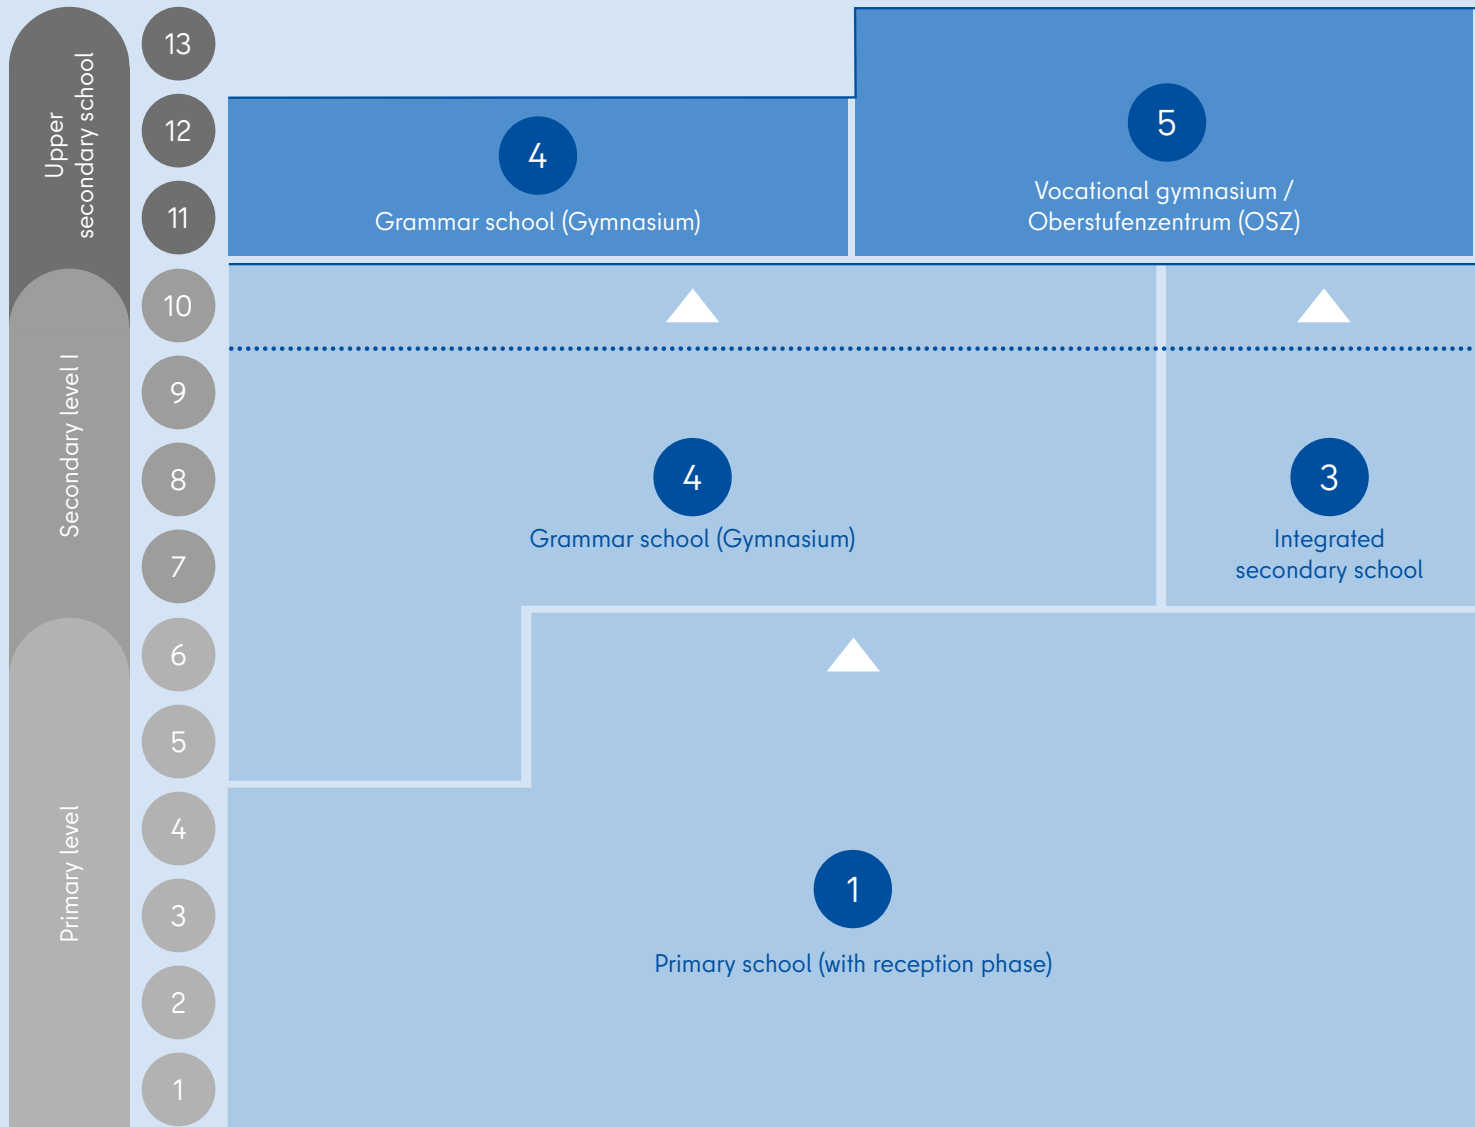 Upper
secondary school
Secondary level I
Primary level
13
12
11
10
9
8
7
6
5
4
3
2
1
4
Grammar school (Gymnasium)
5
Vocational gymnasium /
Oberstufenzentrum (OSZ)
4
Grammar school (Gymnasium)
3
Integrated
secondary school
1
Primary school (with reception phase)